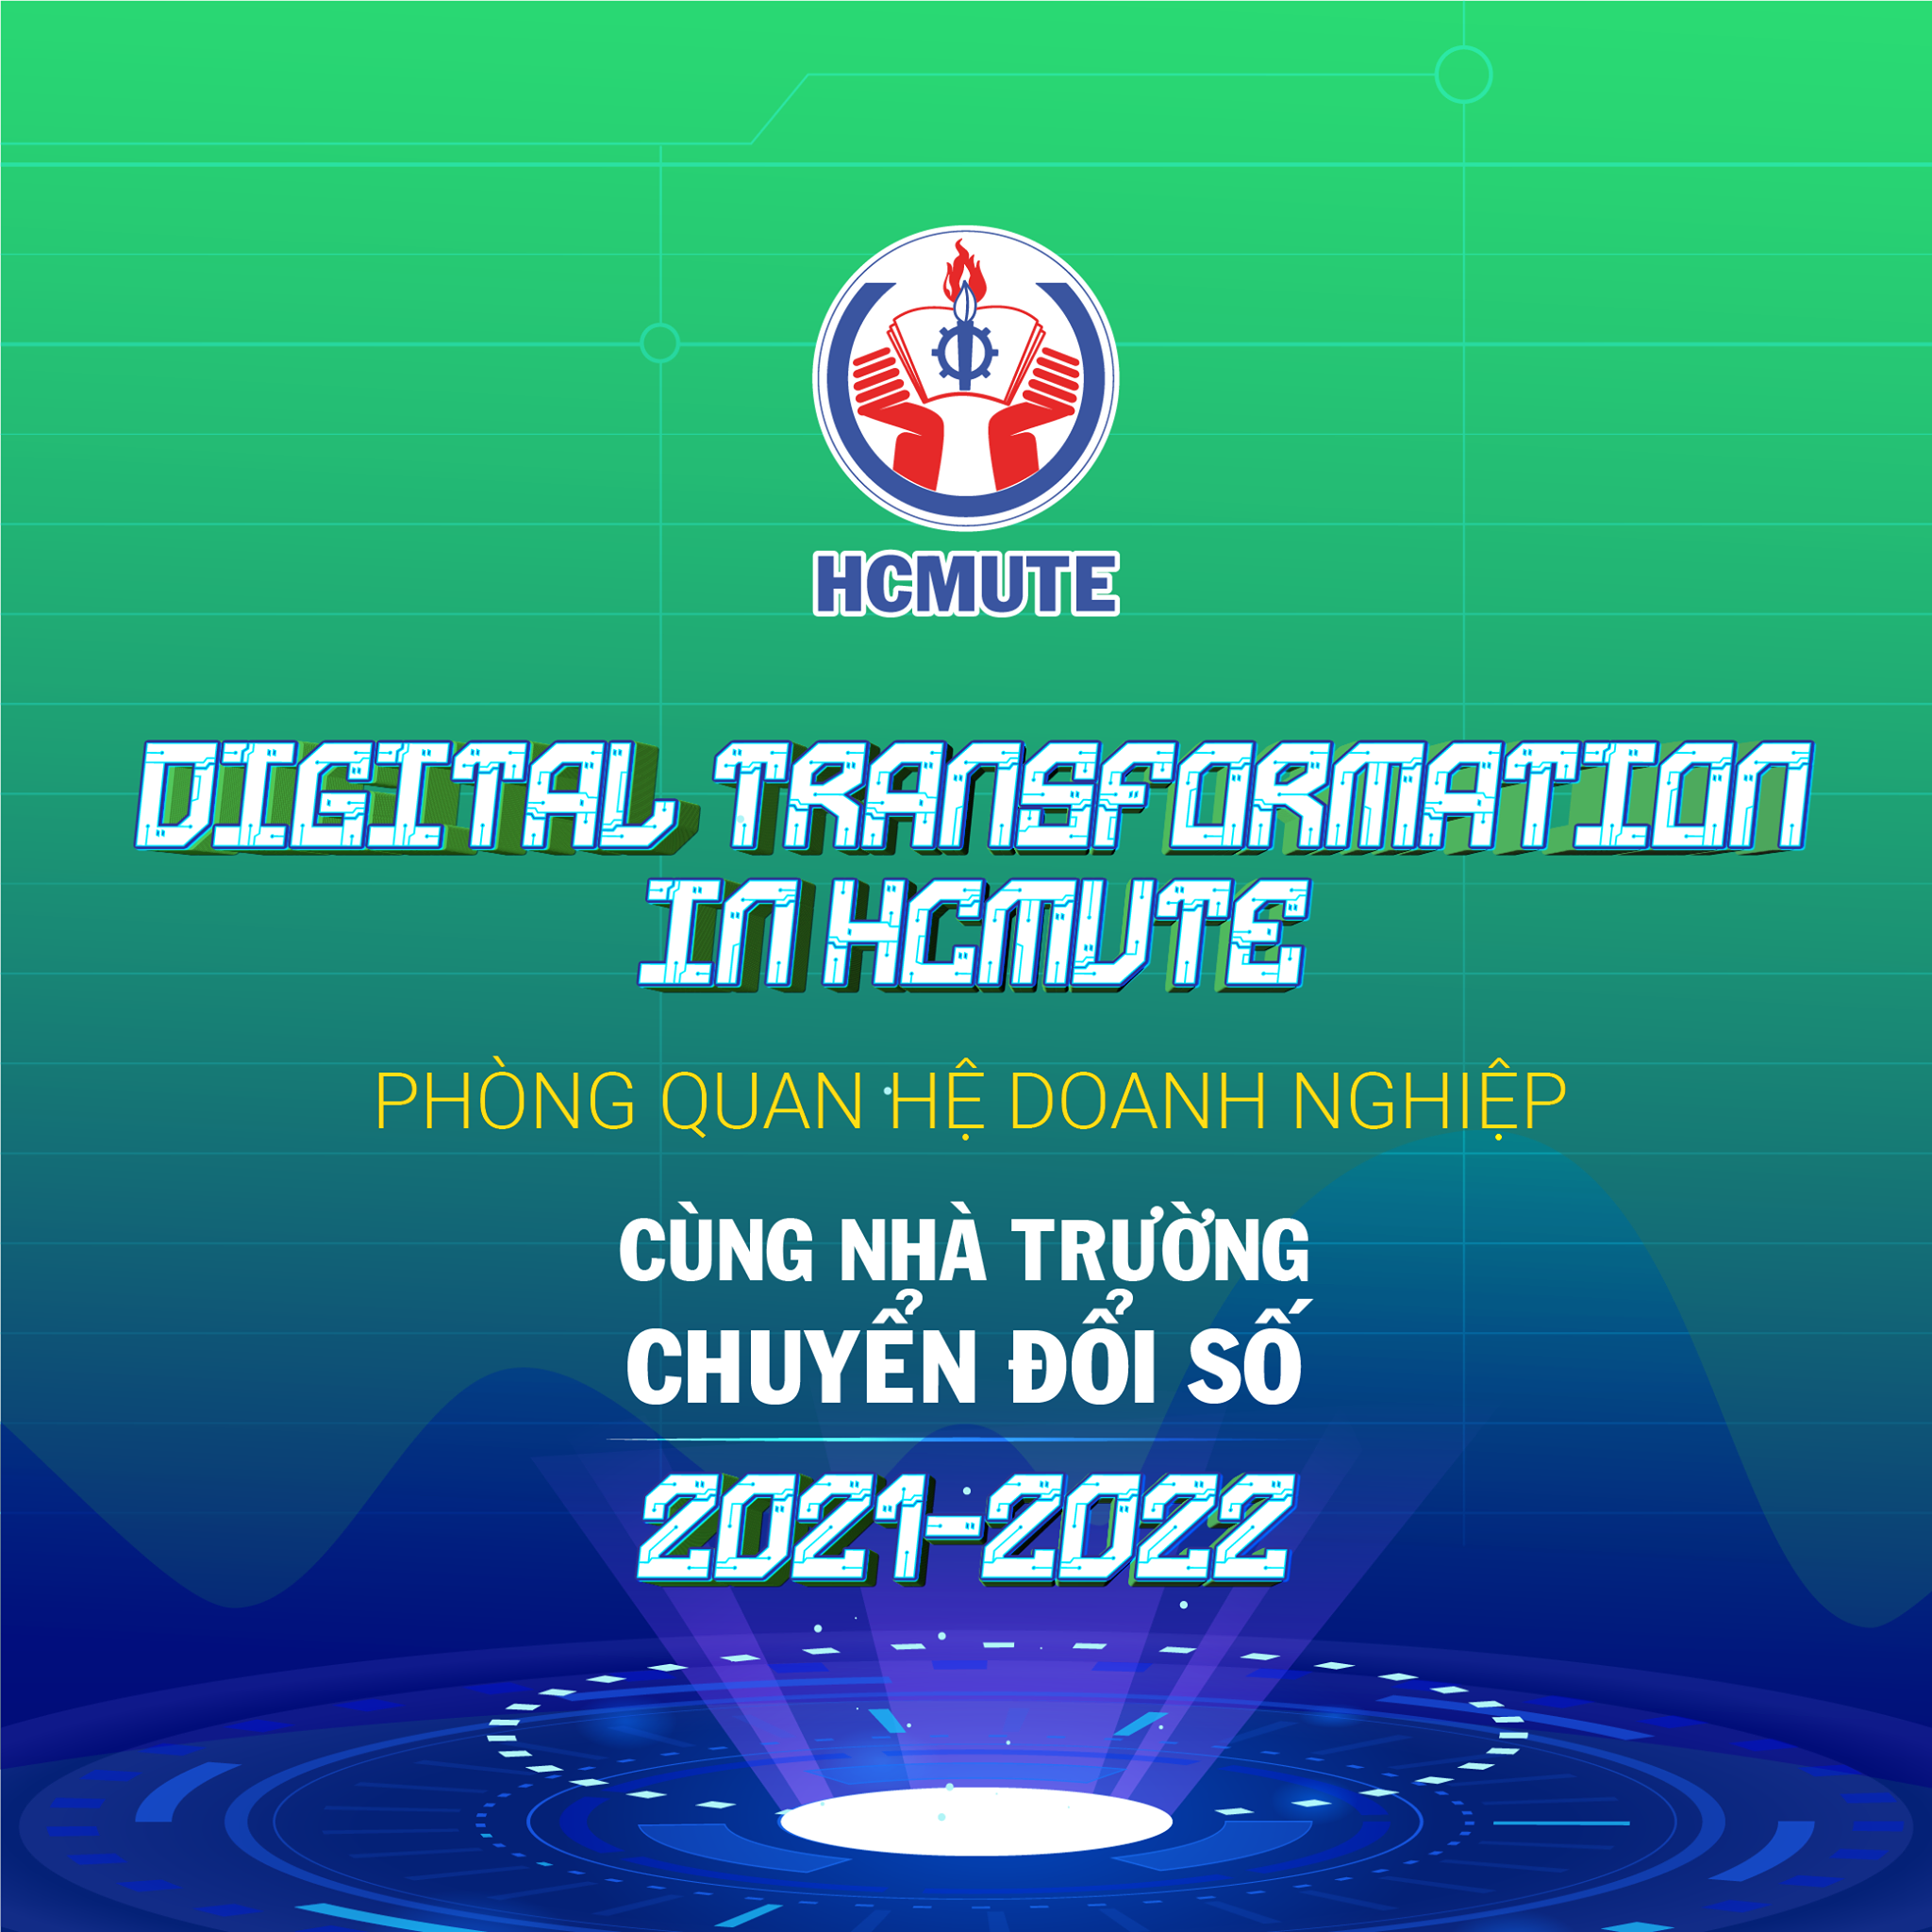 HCMUTE
DIGITAL TRANSFORMATION
IN HCMUTE
PHÒNG QUAN HỆ DOANH NGHIỆP
CÙNG NHÀ TRƯỜNG
CHUYỂN ĐỔI SỐ
2021-2022